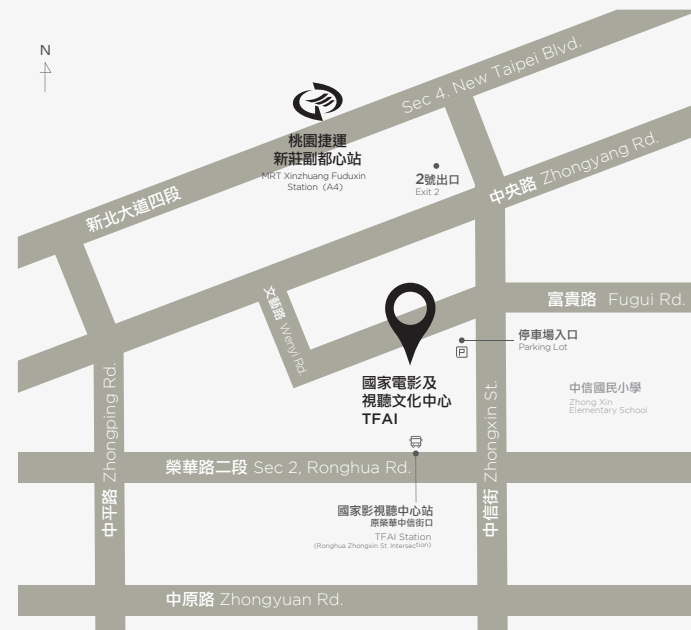 N
Sec 4. New Taipei Blvd.
桃園捷運
新莊副都心站
MRT Xinzhuang Fuduxin
Station (A4)
2號出口
Exit 2
中央路 Zhongyang Rd.
新北大道四段
文藝路 Wenyi Rd.
富貴路 Fugui Rd.
停車場入口
Parking Lot
P
國家電影及
視聽文化中心
TFAI
中信國民小學
Zhong Xin
Elementary School
中平路 Zhongping Rd.
中信街 Zhongxin St.
榮華路二段 Sec 2, Ronghua Rd.
國家影視聽中心站
原榮華中信街口
TFAI Station
(Ronghua Zhongxin St. Intersection)
中原路 Zhongyuan Rd.